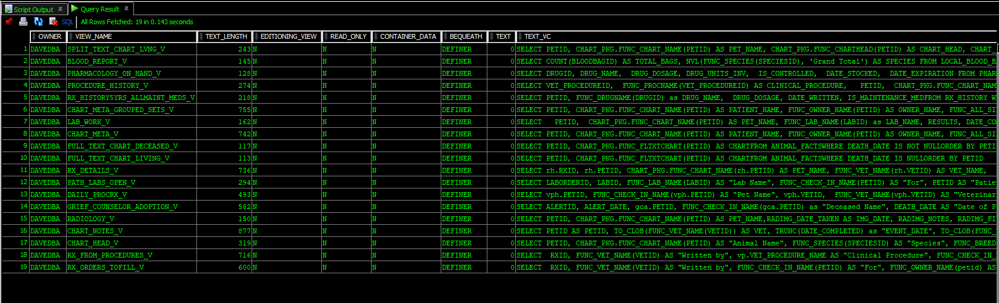 Script Output x Query Result x
SQL All Rows Fetched: 19 in 0.143 seconds
OWNER VIEW_NAME TEXT_LENGTH EDITIONING_VIEW READ_ONLY CONTAINER_DATA BEQUEATH TEXT TEXT_VC
1 DAVEDBA SPLIT_TEXT_CHART_LVNG_V 243 N N N DEFINER 0 SELECT PETID, CHART_PKG.FUNC_CHART_NAME(PETID) AS PET_NAME, CHART_PKG.FUNC_CHARTHEAD(PETID) AS CHART_HEAD, CHART_
2 DAVEDBA BLOOD_REPORT_V 145 N N N DEFINER 0 SELECT COUNT(BLOODBAGID) AS TOTAL_BAGS, NVL(FUNC_SPECIES(SPECIESID), 'Grand Total') AS SPECIES FROM LOCAL_BLOOD_B
3 DAVEDBA PHARMACOLOGY_ON_HAND_V 128 N N N DEFINER 0 SELECT DRUGID, DRUG_NAME, DRUG_DOSAGE, DRUG_UNITS_INV, IS_CONTROLLED, DATE_STOCKED, DATE_EXPIRATION FROM PHAR
4 DAVEDBA PROCEDURE_HISTORY_V 274 N N N DEFINER 0 SELECT VET_PROCEDUREID, FUNC_PROCNAME(VET_PROCEDUREID) AS CLINICAL_PROCEDURE, PETID, CHART_PKG.FUNC_CHART_NAM
5 DAVEDBA RX_HISTORY5YRS_ALLMAINT_MEDS_V 218 N N N DEFINER 0 SELECT PETID, FUNC_DRUGNAME(DRUGID) as DRUG_NAME, DRUG_DOSAGE, DATE_WRITTEN, IS_MAINTENANCE_MEDFROM RX_HISTORY W
6 DAVEDBA CHART_META_GROUPED_SETS_V 755 N N N DEFINER 0 SELECT PETID, CHART_PKG.FUNC_CHART_NAME(PETID) AS PATIENT_NAME, FUNC_OWNER_NAME(PETID) AS OWNER_NAME, FUNC_ALL_SI
7 DAVEDBA LAB_WORK_V 162 N N N DEFINER 0 SELECT PETID, CHART_PKG.FUNC_CHART_NAME(PETID) AS PET_NAME, FUNC_LAB_NAME(LABID) as LAB_NAME, RESULTS, DATE_CO
8 DAVEDBA CHART_META_V 742 N N N DEFINER 0 SELECT PETID, CHART_PKG.FUNC_CHART_NAME(PETID) AS PATIENT_NAME, FUNC_OWNER_NAME(PETID) AS OWNER_NAME, FUNC_ALL_SI
9 DAVEDBA FULL_TEXT_CHART_DECEASED_V 117 N N N DEFINER 0 SELECT PETID, CHART_PKG.FUNC_FLTXTCHART(PETID) AS CHARTFROM ANIMAL_FACTSWHERE DEATH_DATE IS NOT NULLORDER BY PETI
10 DAVEDBA FULL_TEXT_CHART_LIVING_V 113 N N N DEFINER 0 SELECT PETID, CHART_PKG.FUNC_FLTXTCHART(PETID) AS CHARTFROM ANIMAL_FACTSWHERE DEATH_DATE IS NULLORDER BY PETID
11 DAVEDBA RX_DETAILS_V 736 N N N DEFINER 0 SELECT rh.RXID, rh.PETID, CHART_PKG.FUNC_CHART_NAME(rh.PETID) AS PET_NAME, FUNC_VET_NAME(rh.VETID) AS VET_NAME,
12 DAVEDBA PATH_LABS_OPEN_V 294 N N N DEFINER 0 SELECT LABORDERID, LABID, FUNC_LAB_NAME(LABID) AS "Lab Name", FUNC_CHECK_IN_NAME(PETID) AS "For", PETID AS "Patie
13 DAVEDBA DAILY_PROCRX_V 493 N N N DEFINER 0 SELECT vph.PETID, FUNC_CHECK_IN_NAME(vph.PETID) AS "Pet Name", vph.VETID, FUNC_VET_NAME(vph.VETID) AS "Veterinar
14 DAVEDBA GRIEF_COUNSELOR_ADOPTION_V 582 N N N DEFINER 0 SELECT ALERTID, ALERT_DATE, gca.PETID, FUNC_CHECK_IN_NAME(gca.PETID) as "Deceased Name", DEATH_DATE AS "Date of P
15 DAVEDBA RADIOLOGY_V 150 N N N DEFINER 0 SELECT PETID, CHART_PKG.FUNC_CHART_NAME(PETID) AS PET_NAME,RADIMG_DATE_TAKEN AS IMG_DATE, RADIMG_NOTES, RADIMG_FI
16 DAVEDBA CHART_NOTES_V 877 N N N DEFINER 0 SELECT PETID AS PETID, TO_CLOB(FUNC_VET_NAME(VETID)) AS VET, TRUNC(DATE_COMPLETED) as "EVENT_DATE", TO_CLOB(FUNC_
17 DAVEDBA CHART_HEAD_V 319 N N N DEFINER 0 SELECT PETID, CHART_PKG.FUNC_CHART_NAME(PETID) AS "Animal Name", FUNC_SPECIES(SPECIESID) AS "Species", FUNC_BREED
18 DAVEDBA RX_FROM_PROCEDURES_V 716 N N N DEFINER 0 SELECT RXID, FUNC_VET_NAME(VETID) AS "Written by", vp.VET_PROCEDURE_NAME AS "Clinical Procedure", FUNC_CHECK_IN_
19 DAVEDBA RX_ORDERS_TOFILL_V 600 N N N DEFINER 0 SELECT RXID, FUNC_VET_NAME(VETID) AS "Written by", FUNC_CHECK_IN_NAME(PETID) AS "For", FUNC_OWNER_NAME(petid) AS